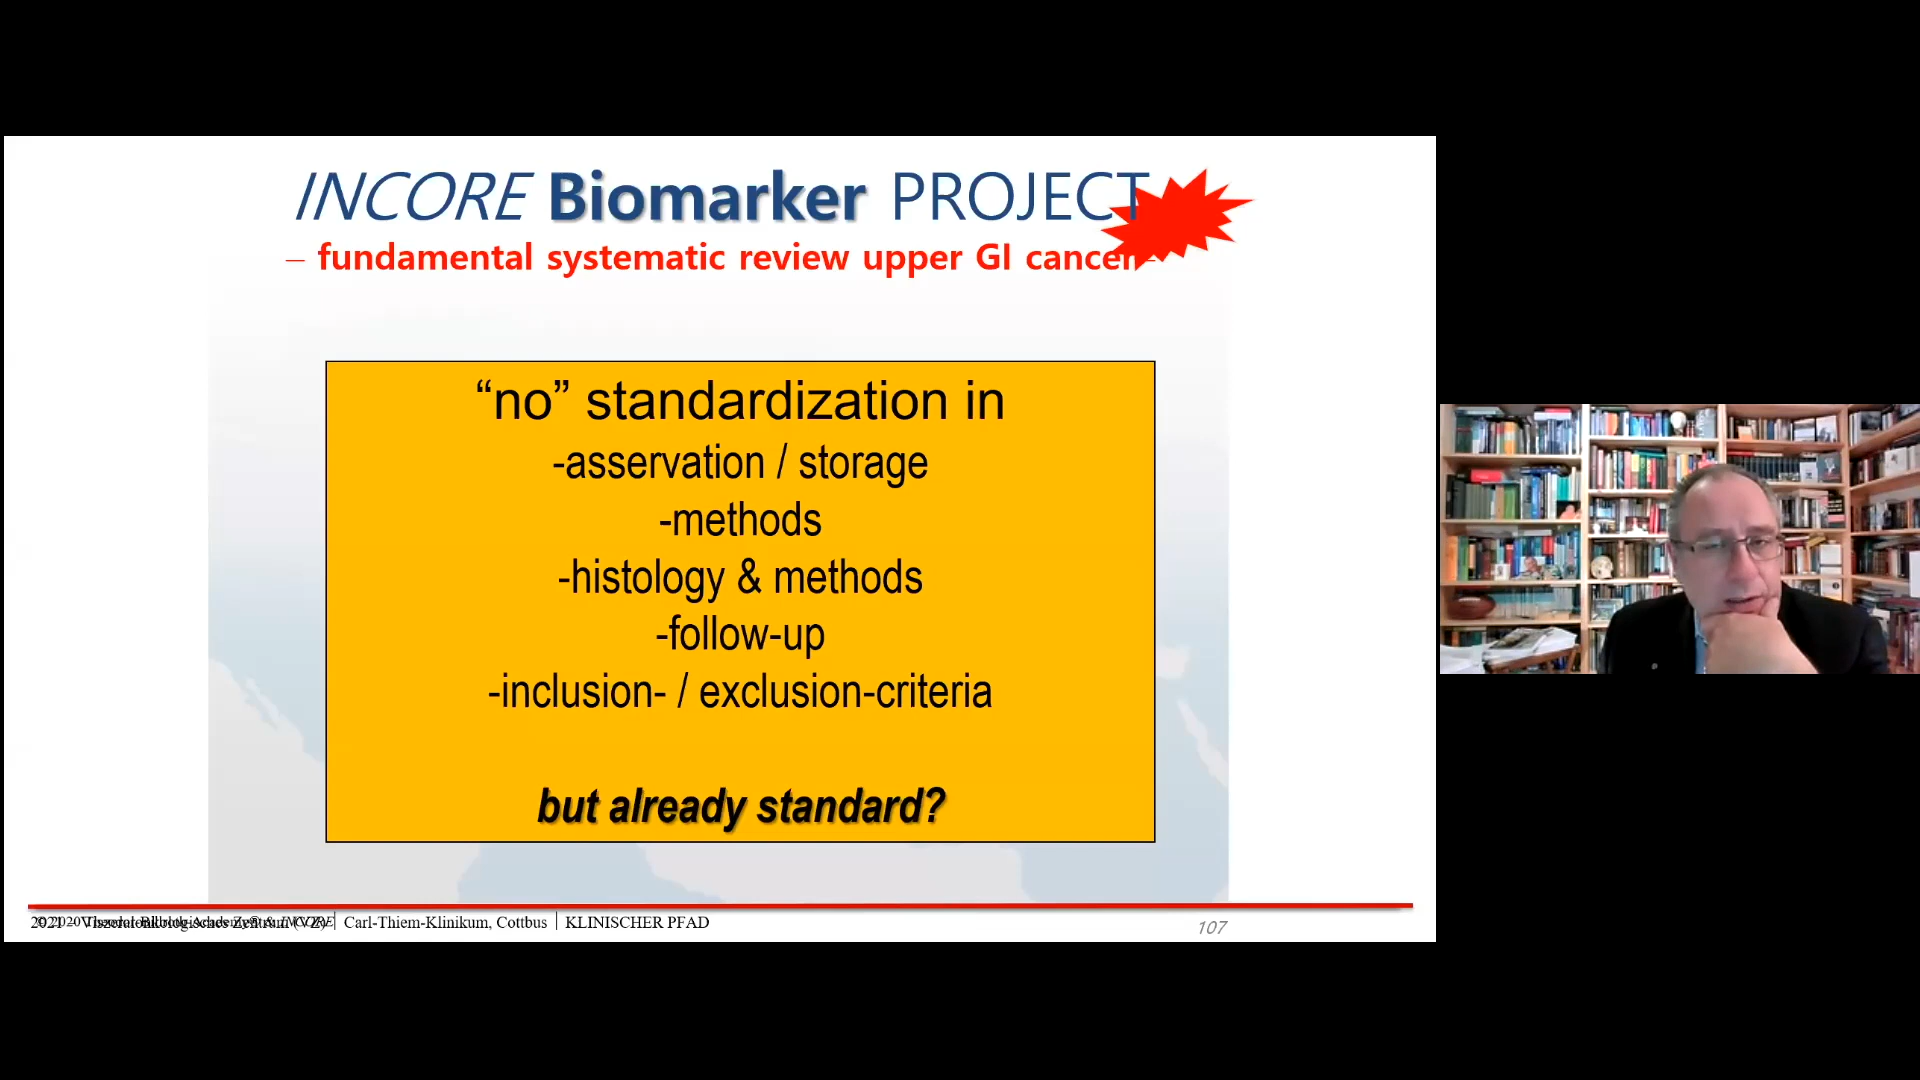 INCORE Biomarker PROJECT
– fundamental systematic review upper GI cancer–
“no” standardization in
-asservation / storage
-methods
-histology & methods
-follow-up
-inclusion- / exclusion-criteria
but already standard?
Carl-Thiem-Klinikum, Cottbus | KLINISCHER PFAD
107